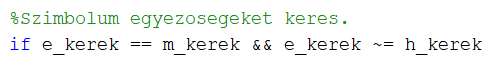 %Szimbolum egyezosegeket keres.
if e_kerek == m_kerek && e_kerek ~= h_kerek